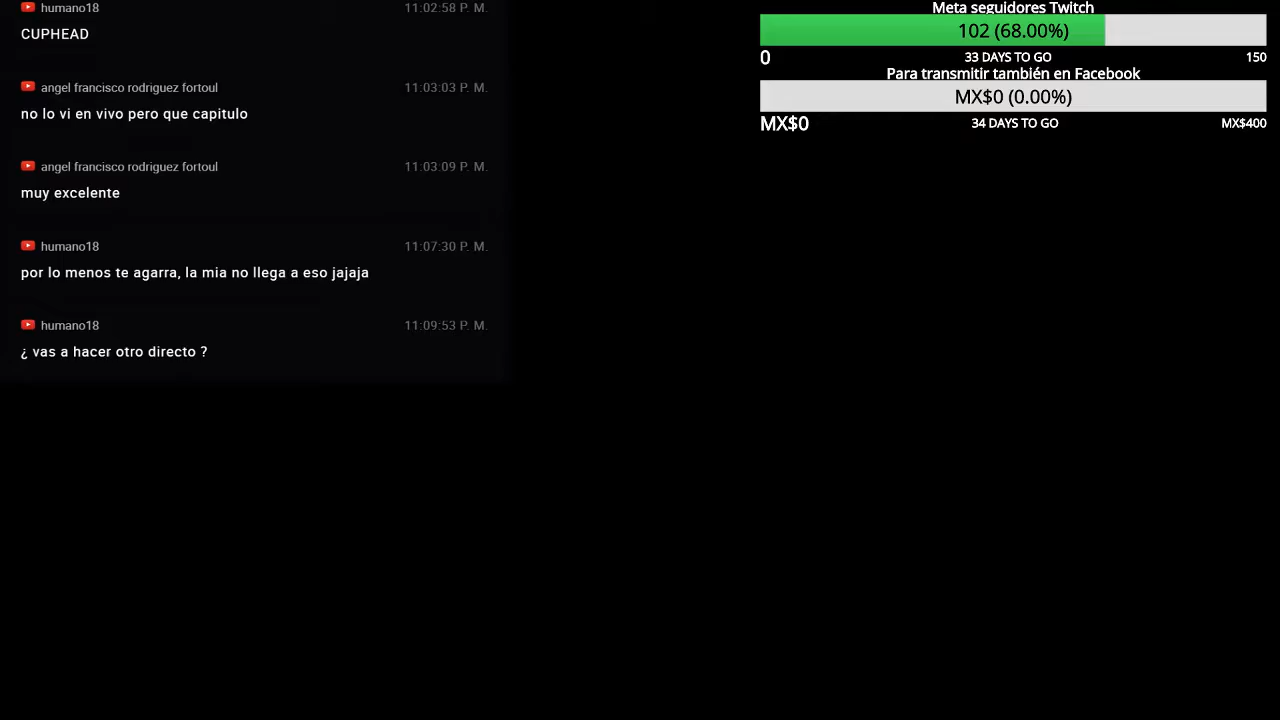 humano18 11:02:58 P. M.
CUPHEAD
angel francisco rodriguez fortoul 11:03:03 P. M.
no lo vi en vivo pero que capitulo
angel francisco rodriguez fortoul 11:03:09 P. M.
muy excelente
humano18 11:07:30 P. M.
por lo menos te agarra, la mia no llega a eso jajaja
humano18 11:09:53 P. M.
¿ vas a hacer otro directo ?
Meta seguidores Twitch
102 (68.00%)
0 33 DAYS TO GO 150
Para transmitir también en Facebook
MX$0 (0.00%)
MX$0 34 DAYS TO GO MX$400